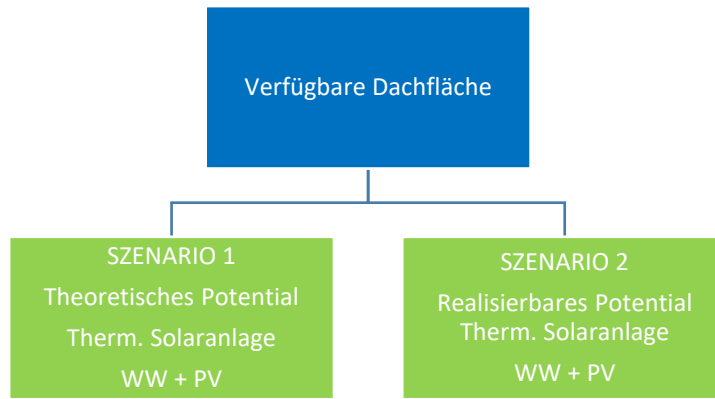 Verfügbare Dachfläche
SZENARIO 1
Theoretisches Potential
Therm. Solaranlage
WW + PV
SZENARIO 2
Realisierbares Potential
Therm. Solaranlage
WW + PV